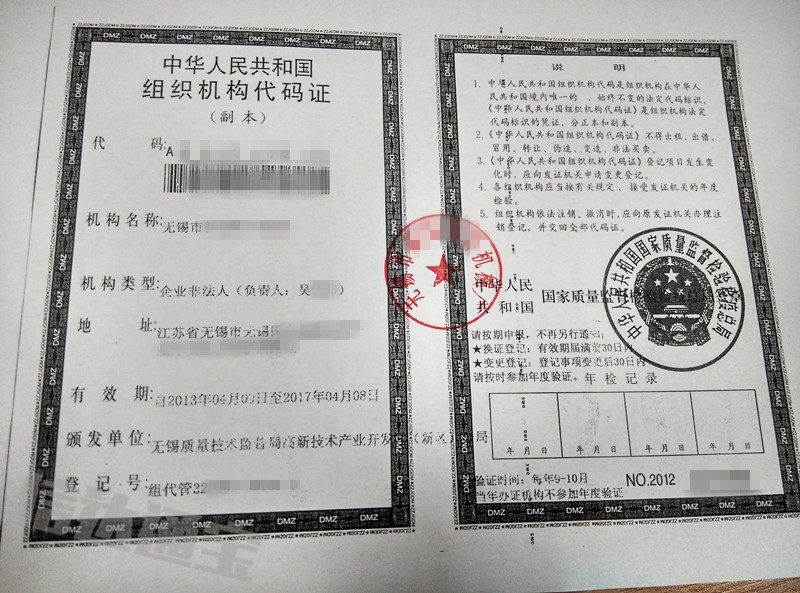 中华人民共和国
组织机构代码证
（副本）
代 码:A
机构名称:无锡市
机构类型:企业非法人（负责人：吴 ）
地 址:江苏省无锡市无锡
有 效 期:自2013年04月09日至2017年04月08日
颁发单位:无锡质量技术监督局高新技术产业开发 （新区 局
登 记 号:组代管32
说 明
1. 中华人民共和国组织机构代码是组织机构在中华人
民共和国境内唯一的、始终不变的法定代码标识，
《中华人民共和国组织机构代码证》是组织机构法定
代码标识的凭证，分正本和副本。
2.《中华人民共和国组织机构代码证》不得出租、出借、
冒用、转让、伪造、变造、非法买卖。
3.《中华人民共和国组织机构代码证》登记项目发生变
化时，应向发证机关申请变更登记。
4. 各组织机构应当按有关规定，接受发证机关的年度
检验。
5. 组织机构依法注销、撤消时，应向原发证机关办理注
销登记，并交回全部代码证。
中华人民
共和国 国家质量监督
中华人民共和国国家质量监督检验检疫总局
请按期申报，不再另行通知
★换证登记：有效期届满前30日内
★变更登记：登记事项变更后30日内
请按时参加年度验证。年 检 记 录
年 月 日 年 月 日 年 月 日 年 月 日
验证时间：每年9-10月 NO.2012
当年办证机构不参加年度验证